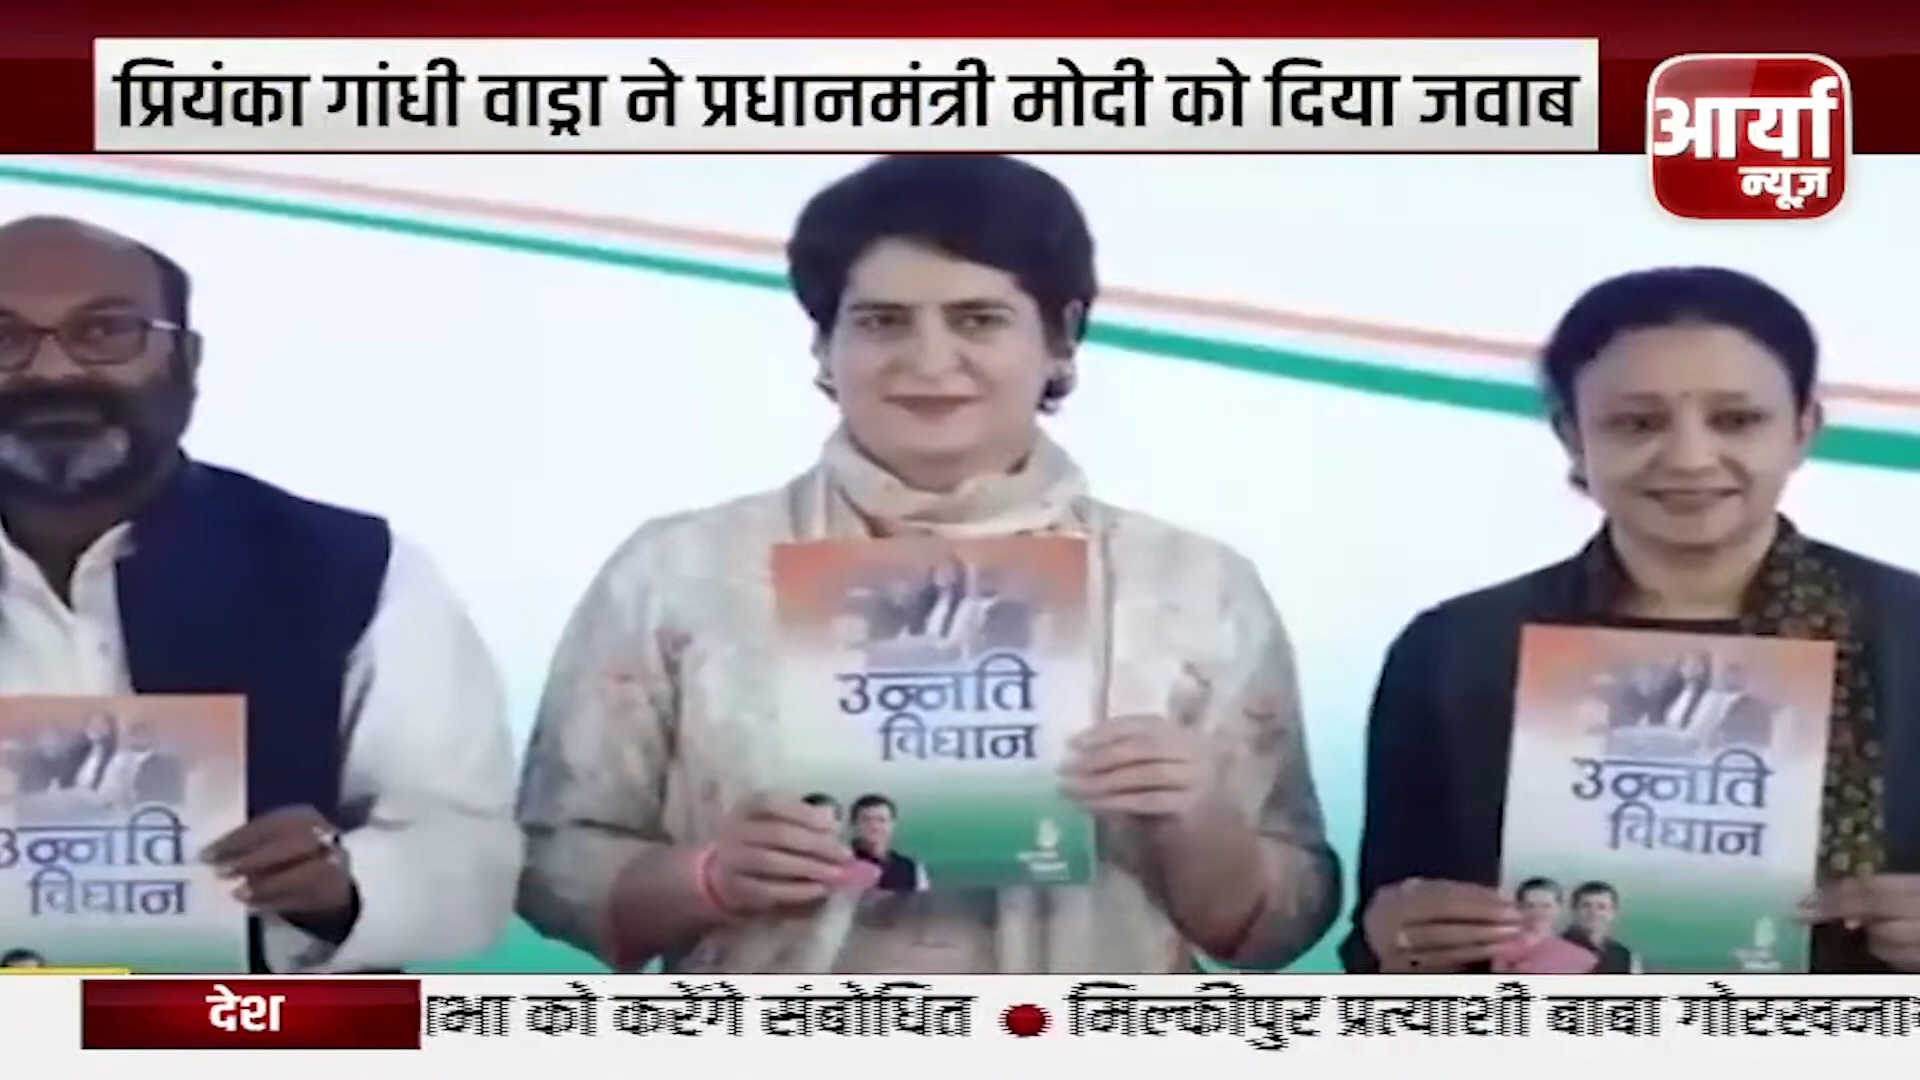 प्रियंका गांधी वाड्रा ने प्रधानमंत्री मोदी को दिया जवाब
आर्या
न्यूज़
उन्नति
विधान
उन्नति
विधान
उन्नति
विधान
देश
को करेंगे संबोधित
मिल्कीपुर प्रत्याशी बाबा